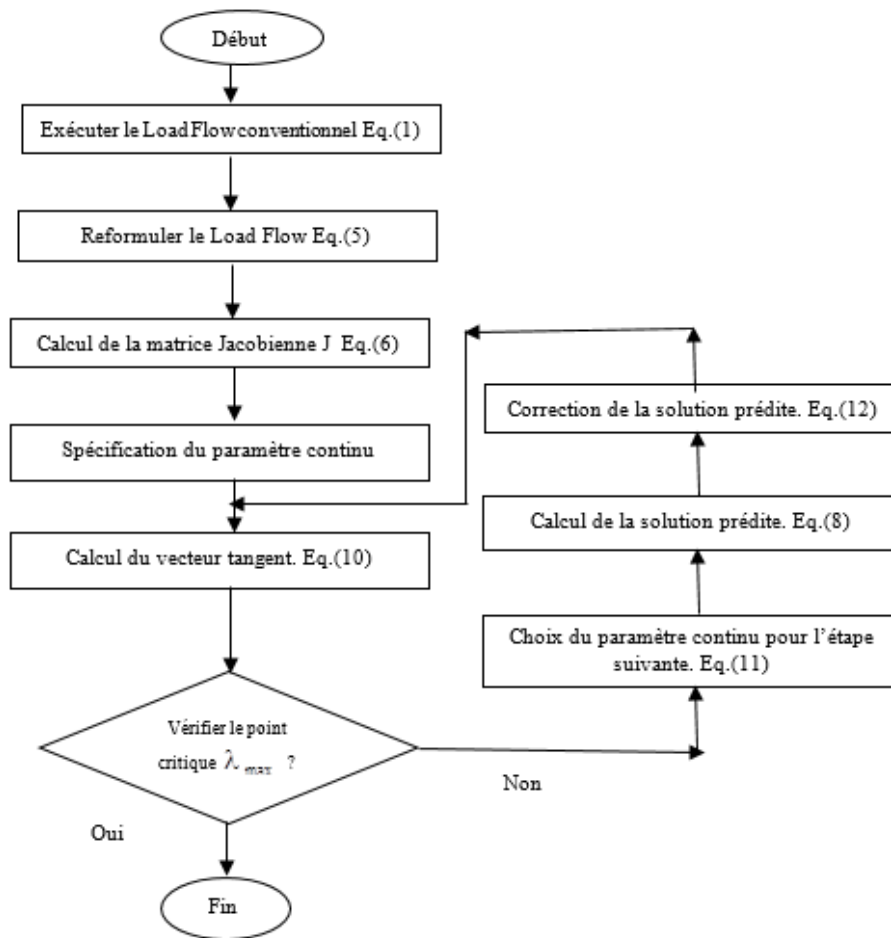 Début
Exécuter le Load Flow conventionnel Eq.(1)
Reformuler le Load Flow Eq.(5)
Calcul de la matrice Jacobienne J Eq.(6)
Spécification du paramètre continu
Calcul du vecteur tangent. Eq.(10)
Vérifier le point
critique λ max ?
Oui
Fin
Non
Choix du paramètre continu pour l'étape
suivante. Eq.(11)
Calcul de la solution prédite. Eq.(8)
Correction de la solution prédite. Eq.(12)